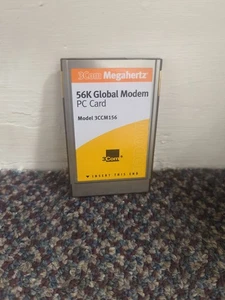 3Com Megahertz
56K Global Modem
PC Card
Model 3CCM156
3Com
INSERT THIS END